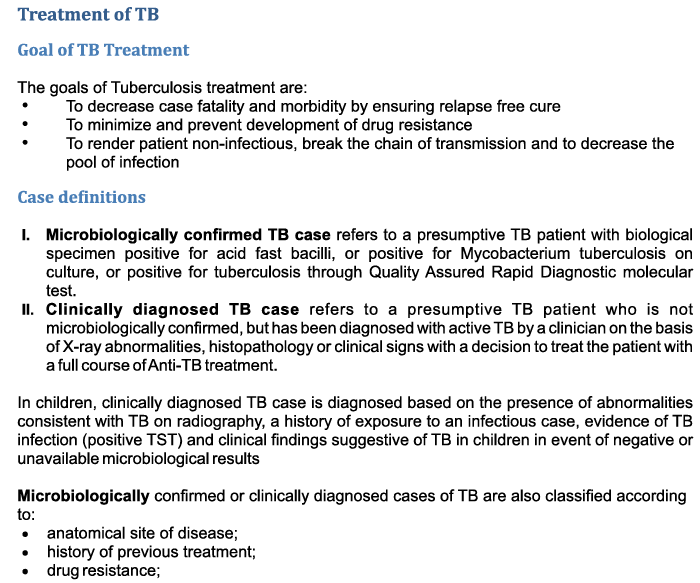 Treatment of TB
Goal of TB Treatment
The goals of Tuberculosis treatment are:
• To decrease case fatality and morbidity by ensuring relapse free cure
• To minimize and prevent development of drug resistance
• To render patient non-infectious, break the chain of transmission and to decrease the
pool of infection
Case definitions
I. Microbiologically confirmed TB case refers to a presumptive TB patient with biological
specimen positive for acid fast bacilli, or positive for Mycobacterium tuberculosis on
culture, or positive for tuberculosis through Quality Assured Rapid Diagnostic molecular
test.
II. Clinically diagnosed TB case refers to a presumptive TB patient who is not
microbiologically confirmed, but has been diagnosed with active TB by a clinician on the basis
of X-ray abnormalities, histopathology or clinical signs with a decision to treat the patient with
a full course of Anti-TB treatment.
In children, clinically diagnosed TB case is diagnosed based on the presence of abnormalities
consistent with TB on radiography, a history of exposure to an infectious case, evidence of TB
infection (positive TST) and clinical findings suggestive of TB in children in event of negative or
unavailable microbiological results
Microbiologically confirmed or clinically diagnosed cases of TB are also classified according
to:
• anatomical site of disease;
• history of previous treatment;
• drug resistance;